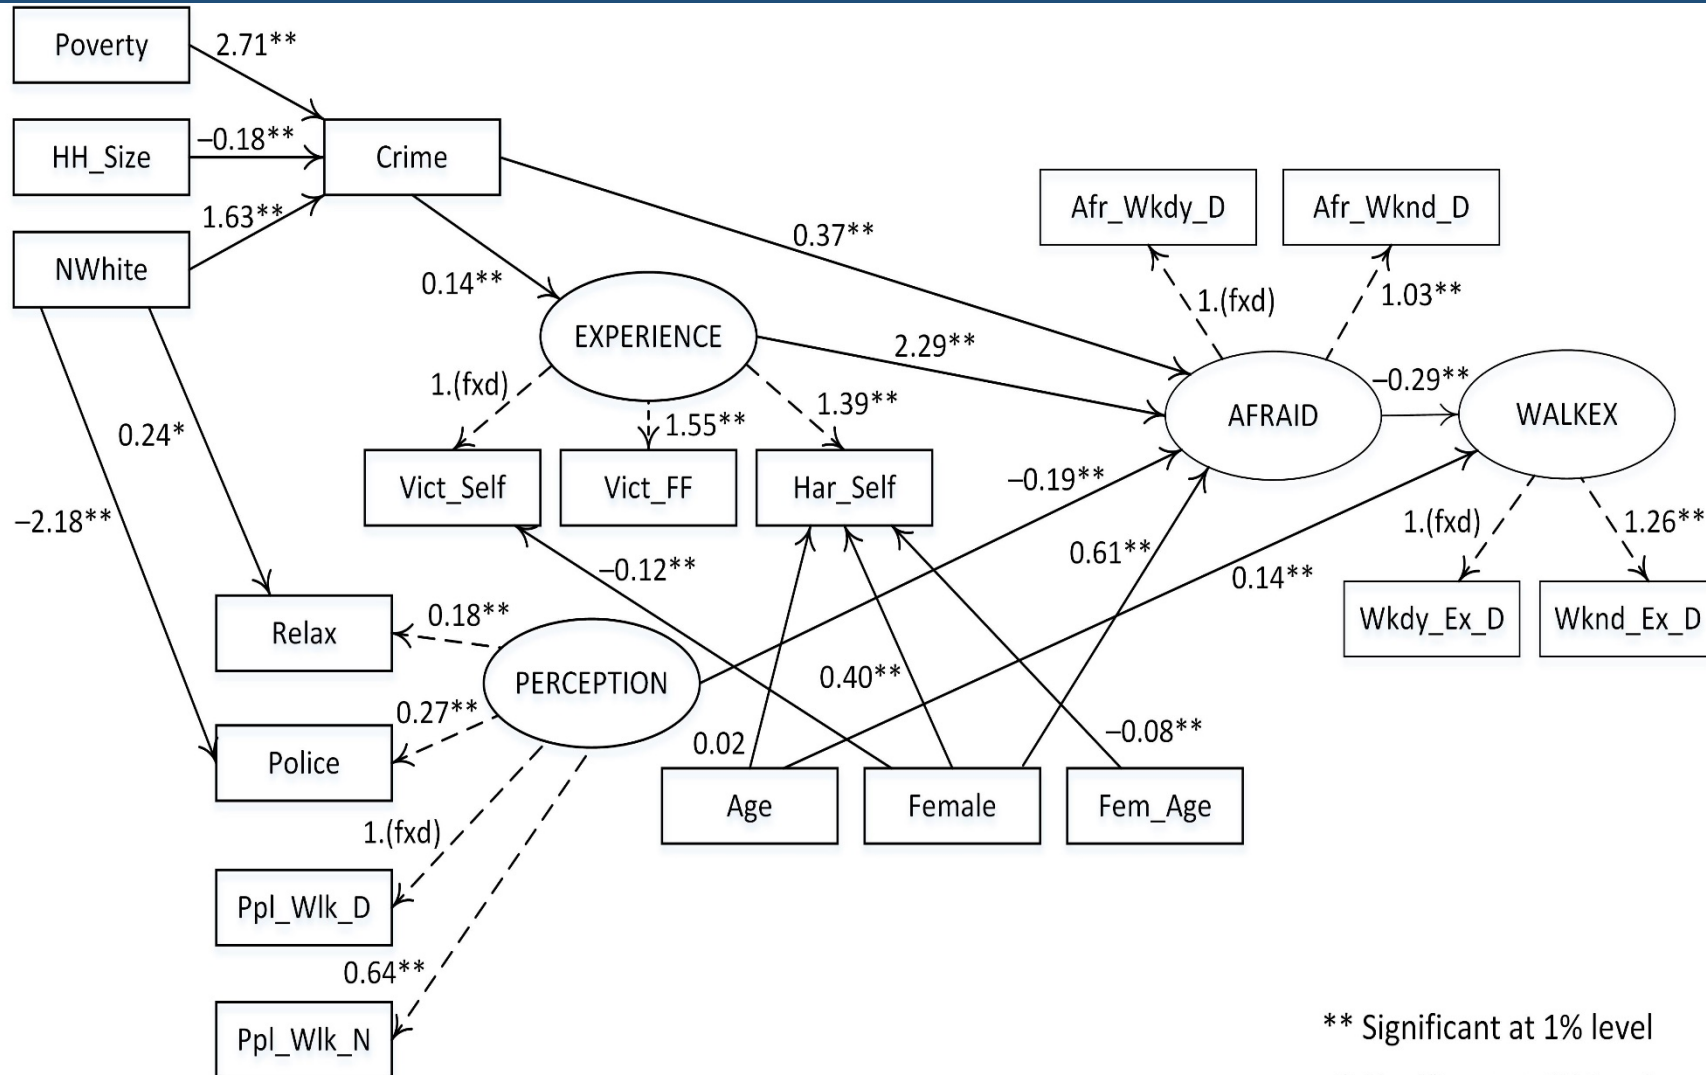 Poverty
2.71**
HH_Size
–0.18**
Crime
NWhite
1.63**
0.14**
0.37**
Afr_Wkdy_D
Afr_Wknd_D
1.(fxd)
1.03**
EXPERIENCE
2.29**
AFRAID
–0.29**
WALKEX
1.(fxd)
1.55**
1.39**
0.24*
Vict_Self
Vict_FF
Har_Self
–0.19**
–2.18**
–0.12**
0.61**
0.14**
1.(fxd)
1.26**
Wkdy_Ex_D
Wknd_Ex_D
Relax
0.18**
PERCEPTION
0.40**
0.27**
Police
0.02
–0.08**
Age
Female
Fem_Age
1.(fxd)
Ppl_Wlk_D
0.64**
Ppl_Wlk_N
** Significant at 1% level